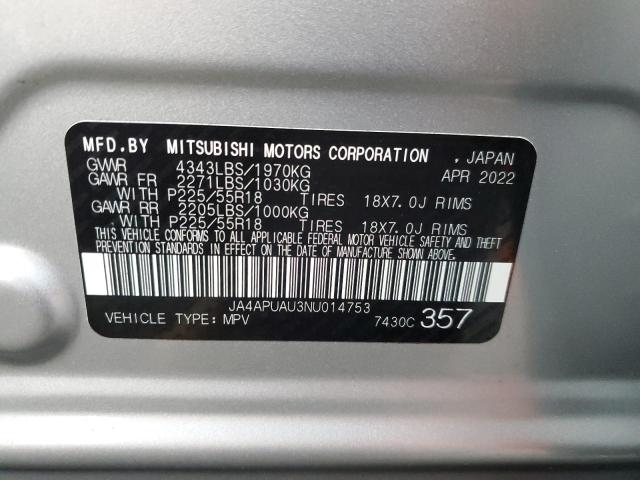 MFD.BY MITSUBISHI MOTORS CORPORATION , JAPAN
GVWR 4343LBS/1970KG APR 2022
GAWR FR 2271LBS/1030KG
WITH P225/55R18 TIRES 18X7.0J RIMS
GAWR RR 2205LBS/1000KG
WITH P225/55R18 TIRES 18X7.0J RIMS
THIS VEHICLE CONFORMS TO ALL APPLICABLE FEDERAL MOTOR VEHICLE SAFETY AND THEFT
PREVENTION STANDARDS IN EFFECT ON THE DATE OF MANUFACTURE SHOWN ABOVE.
JA4APUAU3NU014753
VEHICLE TYPE:MPV 7430C 357